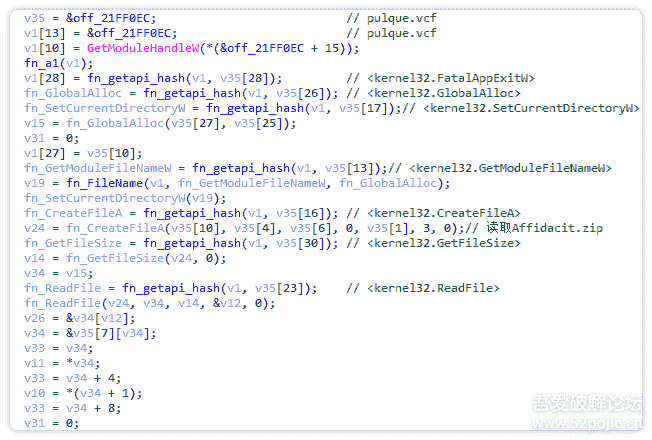 v35 = &off_21FF0EC; // pulque.vcf
v1[13] = &off_21FF0EC; // pulque.vcf
v1[10] = GetModuleHandleW(*(&off_21FF0EC + 15));
fn_a1(v1);
v1[28] = fn_getapi_hash(v1, v35[28]); // <kernel32.FatalAppExitW>
fn_GlobalAlloc = fn_getapi_hash(v1, v35[26]); // <kernel32.GlobalAlloc>
fn_SetCurrentDirectoryW = fn_getapi_hash(v1, v35[17]);// <kernel32.SetCurrentDirectoryW>
v15 = fn_GlobalAlloc(v35[27], v35[25]);
v31 = 0;
v1[27] = v35[10];
fn_GetModuleFileNameW = fn_getapi_hash(v1, v35[13]);// <kernel32.GetModuleFileNameW>
v19 = fn_FileName(v1, fn_GetModuleFileNameW, fn_GlobalAlloc);
fn_SetCurrentDirectoryW(v19);
fn_CreateFileA = fn_getapi_hash(v1, v35[16]); // <kernel32.CreateFileA>
v24 = fn_CreateFileA(v35[10], v35[4], v35[6], 0, v35[1], 3, 0);// 读取Affidacit.zip
fn_GetFileSize = fn_getapi_hash(v1, v35[30]); // <kernel32.GetFileSize>
v14 = fn_GetFileSize(v24, 0);
v34 = v15;
fn_ReadFile = fn_getapi_hash(v1, v35[23]); // <kernel32.ReadFile>
fn_ReadFile(v24, v34, v14, &v12, 0);
v26 = &v34[v12];
v34 = &v35[7][v34];
v33 = v34;
v11 = *v34;
v33 = v34 + 4;
v10 = *(v34 + 1);
v33 = v34 + 8;
v31 = 0;
吾爱破解论坛
www.52pojie.cn